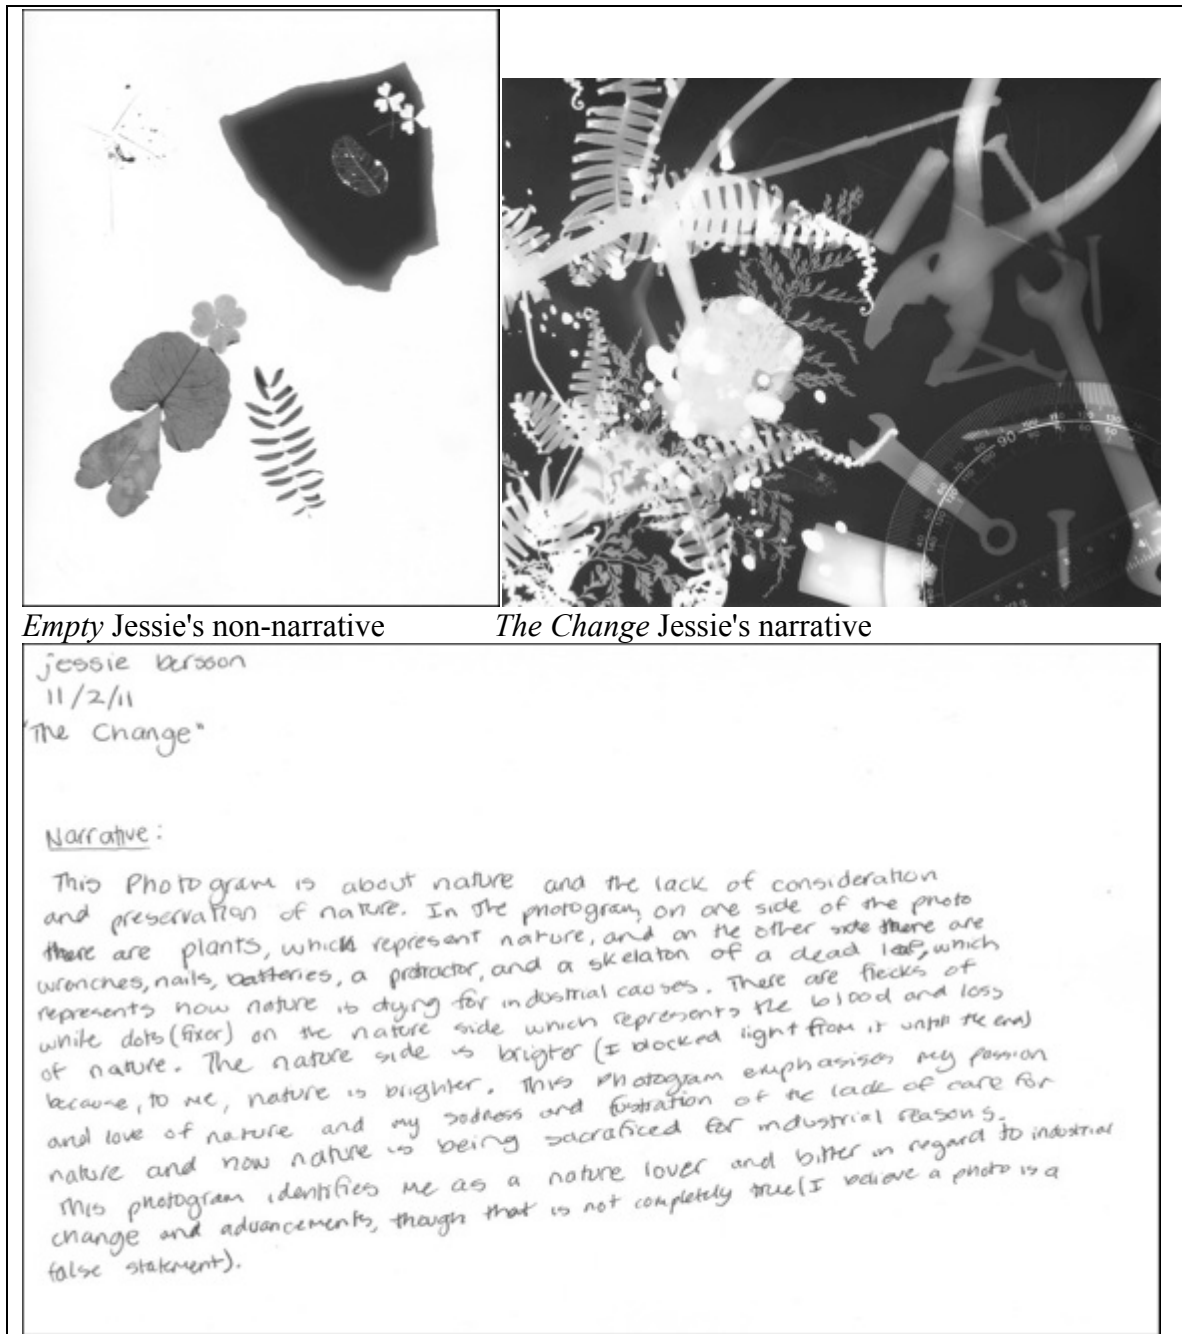 Empty Jessie's non-narrative
The Change Jessie's narrative
jessie
11/2/11
"The Change"
Narrative:
This Photogram is about nature and the lack of consideration
and preservation of nature. In the photogram, on one side of the photo
there are plants, which represent nature, and on the other side there are
wrenches, nails, batteries, a protractor, and a skelaton of a dead leaf, which
represents how nature is dying for industrial causes. There are flecks of
white dots (fixer) on the nature side which represents the blood and loss
of nature. The nature side is brigter (I blocked light from it until the end)
because, to me, nature is brighter. This Photogram emphasises my passion
and love of nature and my sadness and fustration of the lack of care for
nature and how nature is being sacraficed for industrial reasons.
This photogram identifies me as a nature lover and bitter in regard to industrial
change and advancements, though that is not completely true (I believe a photo is a
false statement).